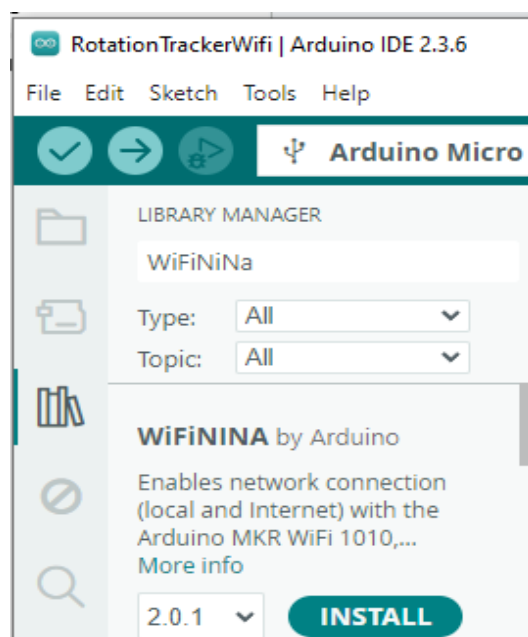 RotationTrackerWifi | Arduino IDE 2.3.6
File Edit Sketch Tools Help
Arduino Micro
LIBRARY MANAGER
WiFiNiNa
Type: All
Topic: All
WiFiNINA by Arduino
Enables network connection
(local and Internet) with the
Arduino MKR WiFi 1010,...
More info
2.0.1 INSTALL